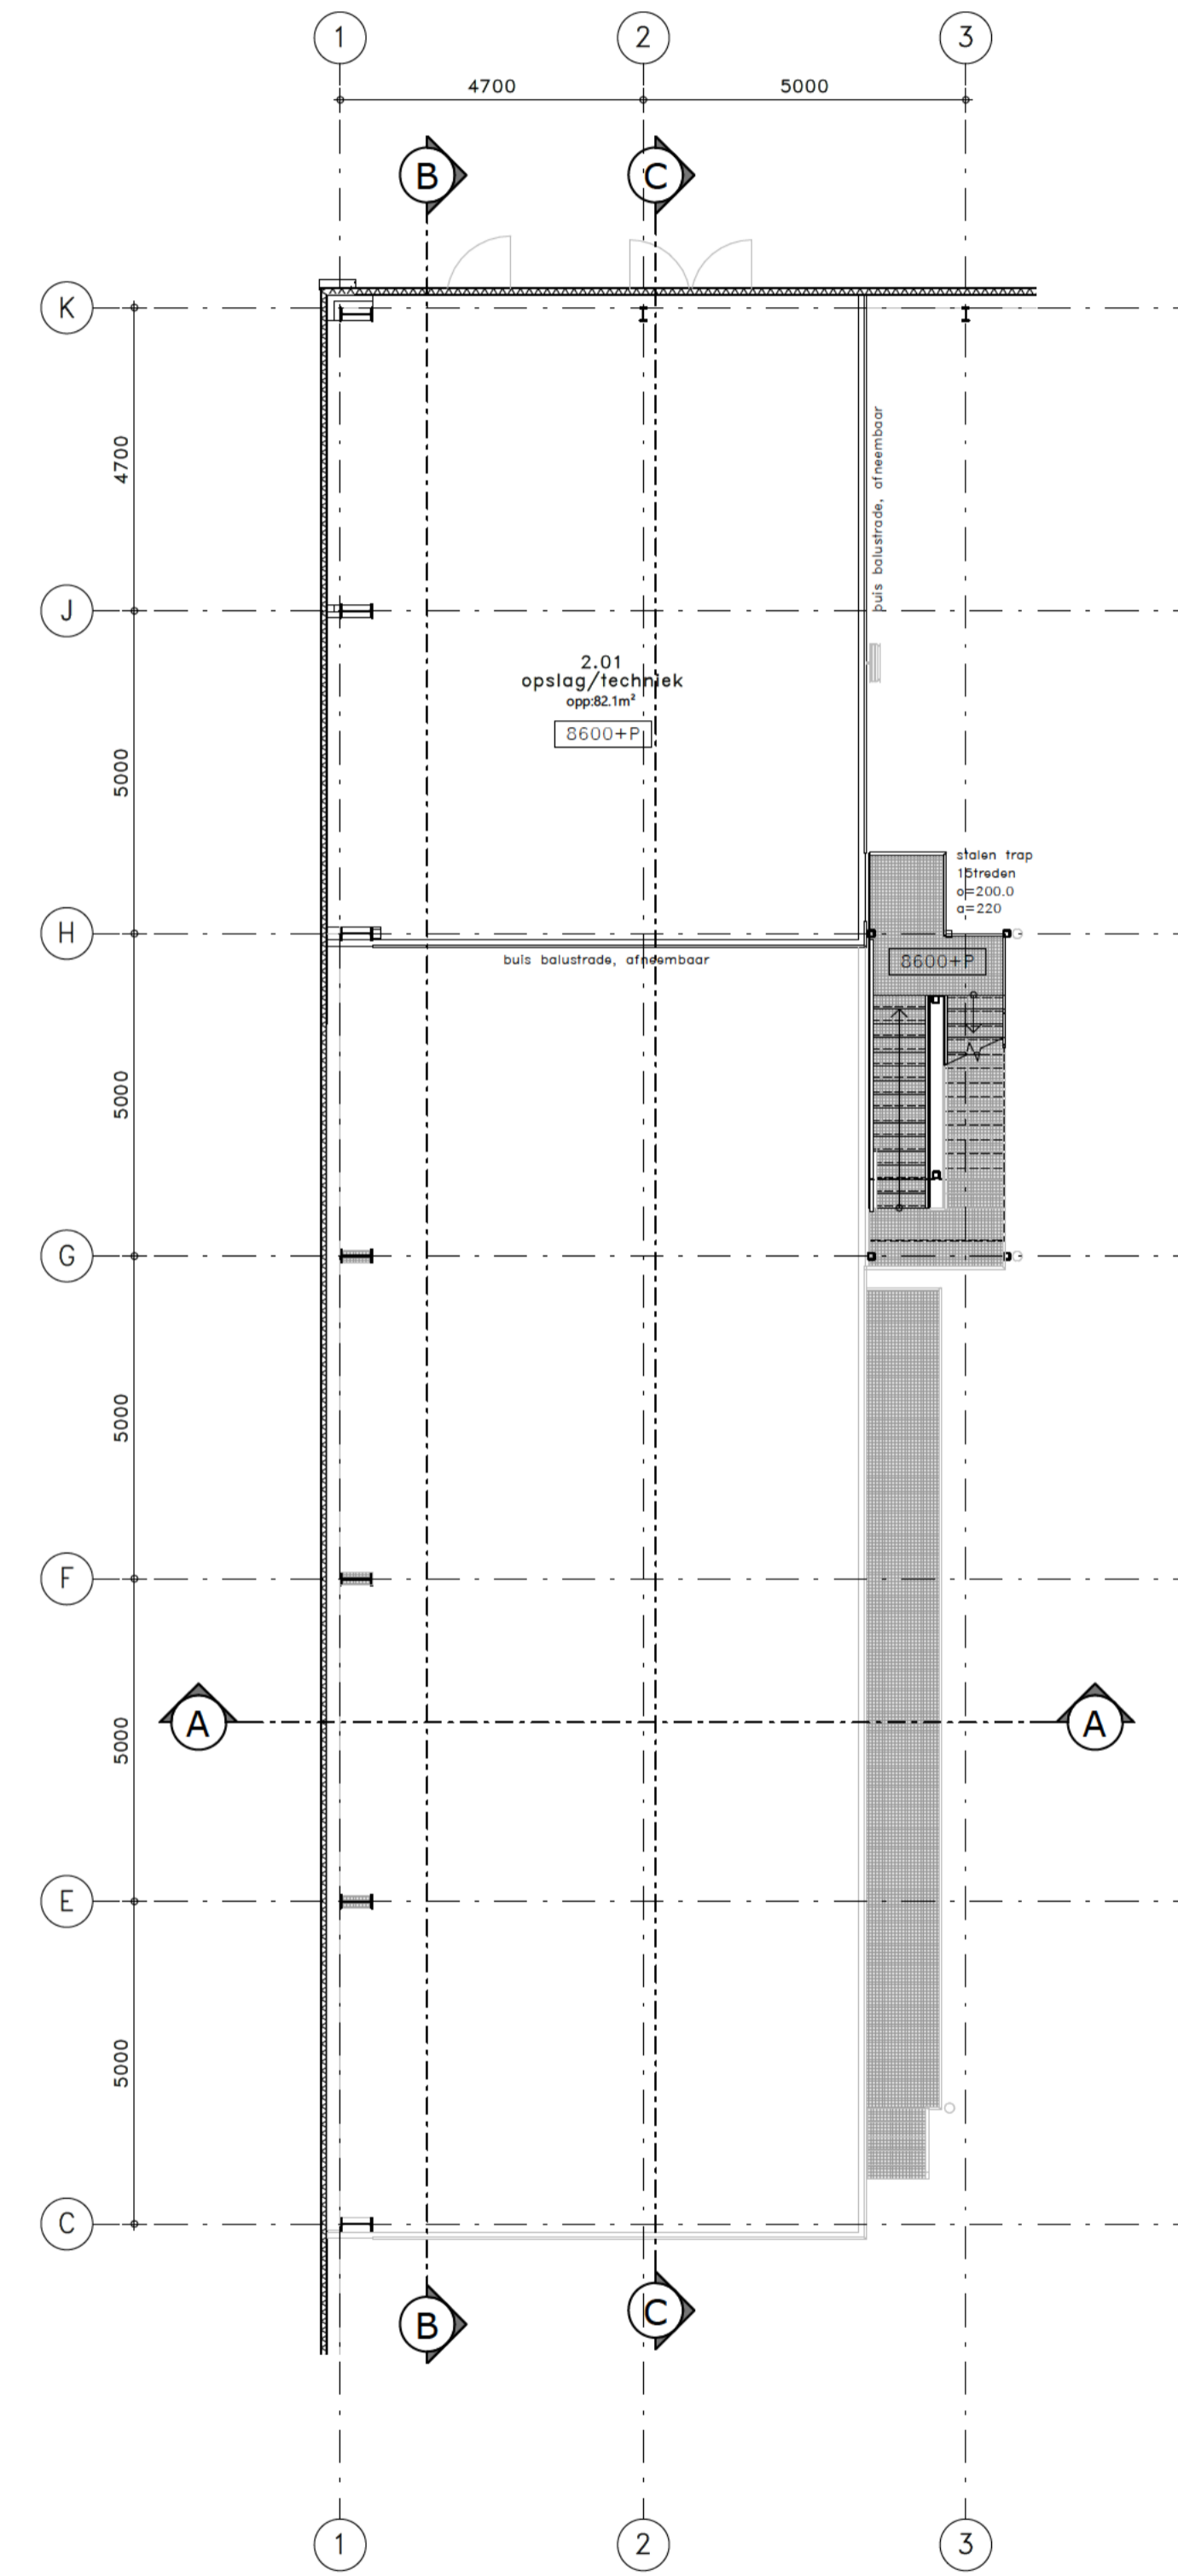 1
2
3
4700
5000
B
C
K
4700
buis balustrade, afneembaar
J
2.01
opslag/techniek
opp:82.1m²
8600+P
5000
stalen trap
15treden
o=200.0
a=220
H
buis balustrade, afneembaar
8600+P
5000
G
5000
F
A
A
5000
E
5000
C
B
C
1
2
3